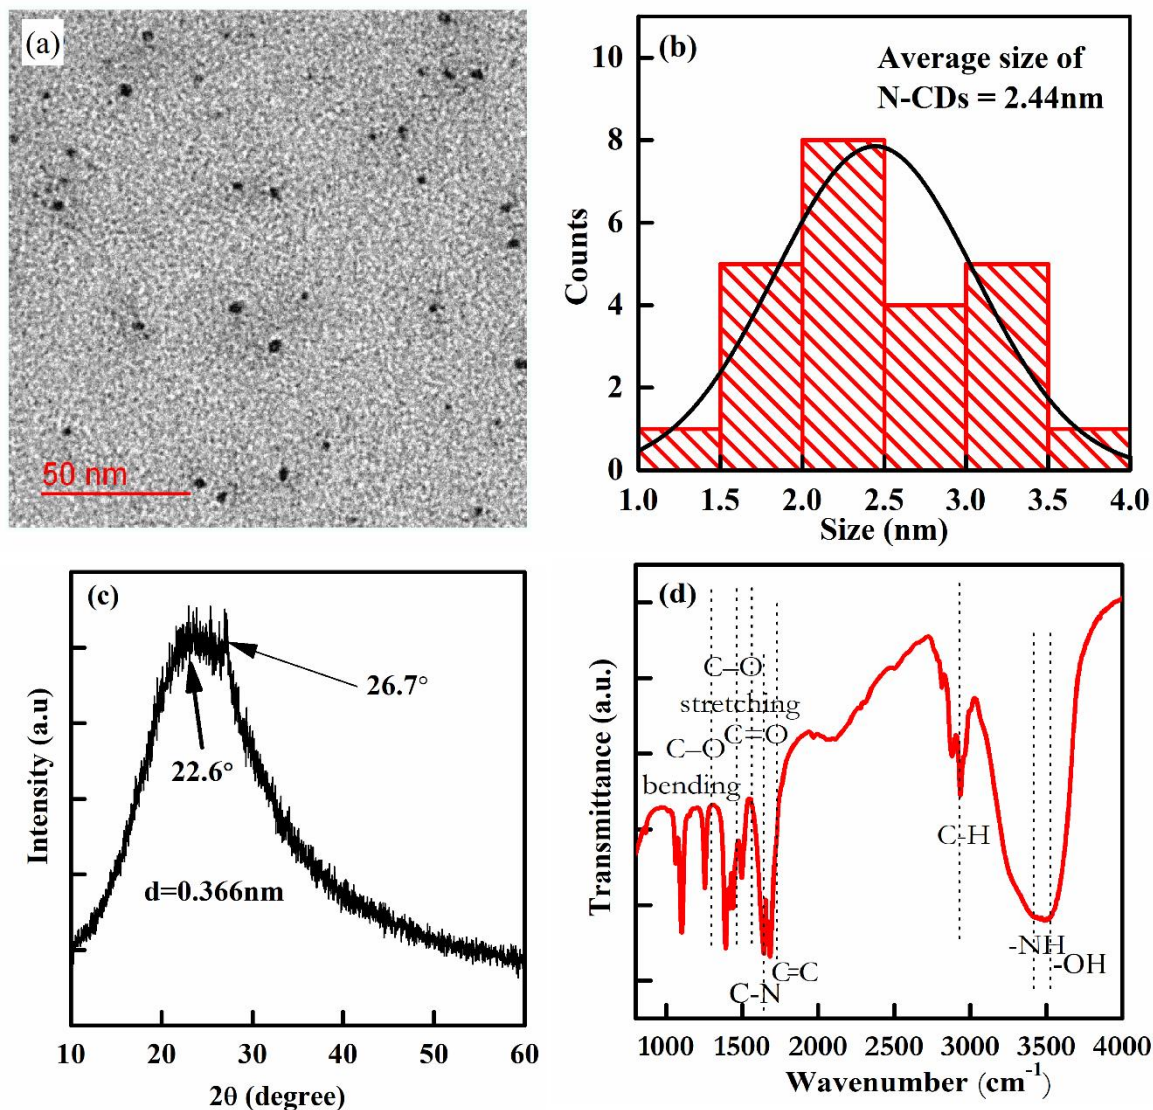 (a)
50 nm
(b)
Average size of
N-CDs = 2.44nm
Counts
10
8
6
4
2
0
1.0 1.5 2.0 2.5 3.0 3.5 4.0
Size (nm)
(c)
26.7°
22.6°
d=0.366nm
Intensity (a.u)
10 20 30 40 50 60
2θ (degree)
(d)
C–O
stretching
C=O
C–O
bending
C-H
-NH
-OH
C=C
C-N
Transmittance (a.u.)
1000 1500 2000 2500 3000 3500 4000
Wavenumber (cm⁻¹)